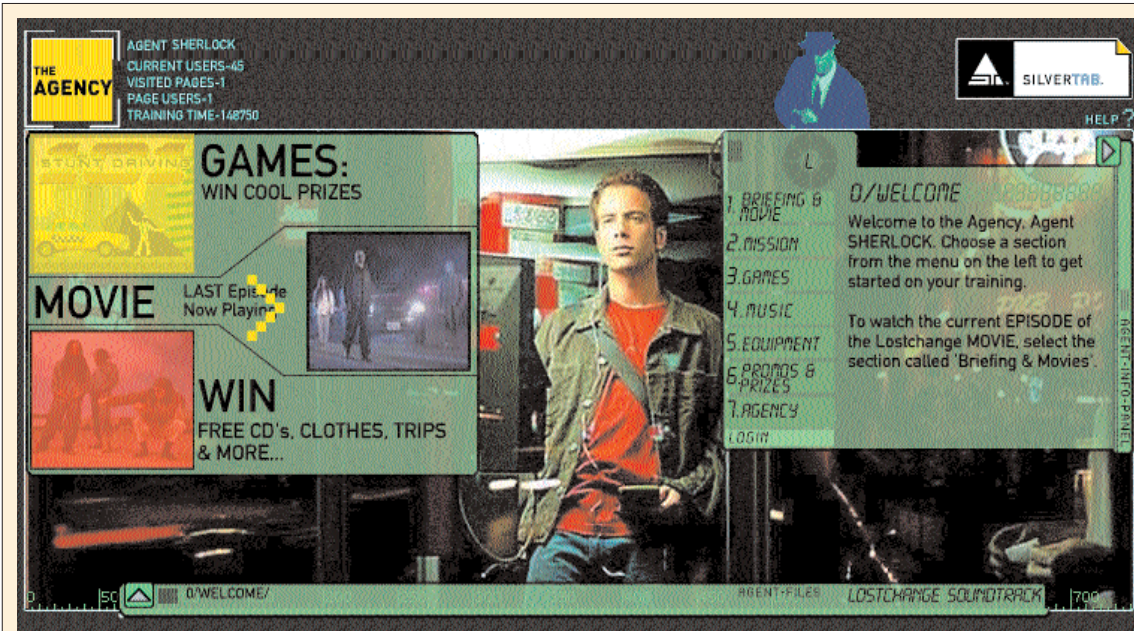 THE
AGENCY
AGENT SHERLOCK
CURRENT USERS-45
VISITED PAGES-1
PAGE USERS-1
TRAINING TIME-148750
SILVERTAB.
HELP ?
STUNT DRIVING
GAMES:
WIN COOL PRIZES
MOVIE
LAST Episode
Now Playing
WIN
FREE CD's, CLOTHES, TRIPS
& MORE...
L
1. BRIEFING &
MOVIE
2. MISSION
3. GAMES
4. MUSIC
5. EQUIPMENT
6. PROMOS &
PRIZES
7. AGENCY
LOGIN
0/WELCOME
Welcome to the Agency, Agent
SHERLOCK. Choose a section
from the menu on the left to get
started on your training.
To watch the current EPISODE of
the Lostchange MOVIE, select the
section called 'Briefing & Movies'.
AGENT-INFO-PANEL
0/WELCOME/
AGENT-FILES
LOSTCHANGE SOUNDTRACK
0
50
700